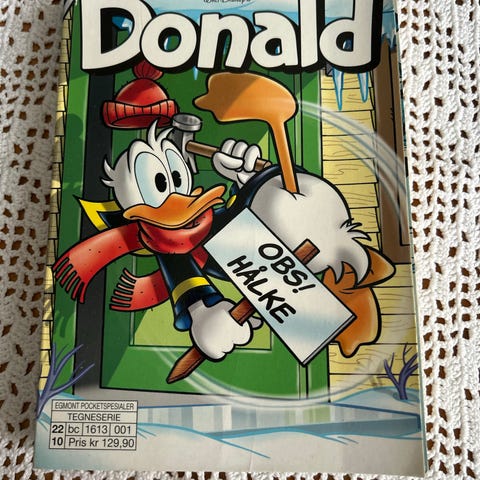 Walt Disney's
Donald
OBS!
HÅLKE
EGMONT POCKETSPESIALER
TEGNESERIE
22 bc 1613 001
10 Pris kr 129,90